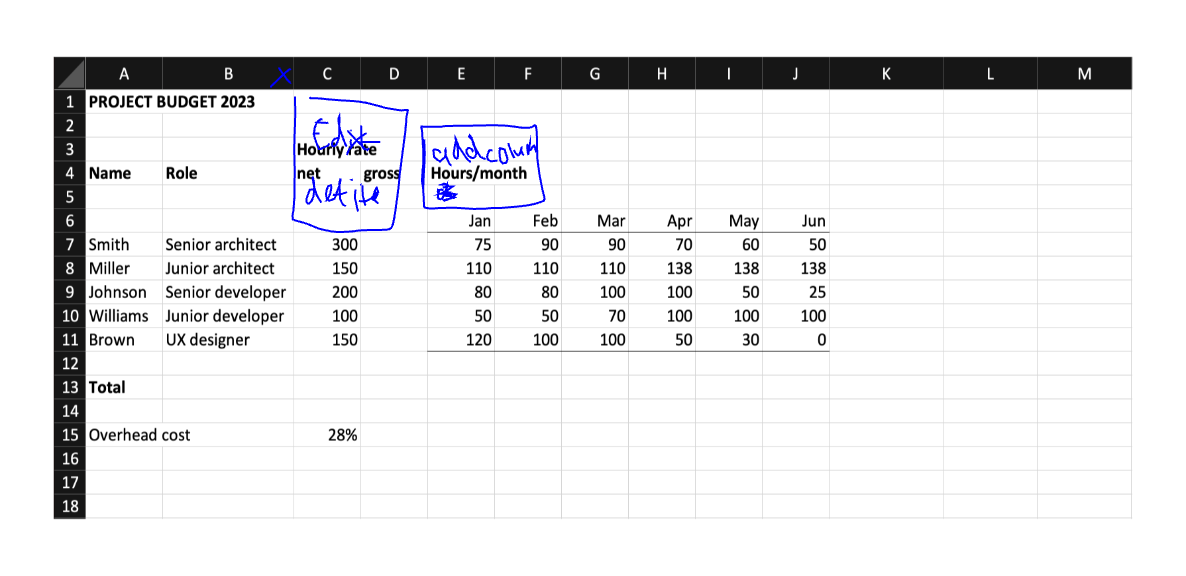 A B X C D E F G H I J K L M
1 PROJECT BUDGET 2023
2 Edit
3 Hourly rate add colum
4 Name Role net gross Hours/month
5
6 Jan Feb Mar Apr May Jun
7 Smith Senior architect 300 75 90 90 70 60 50
8 Miller Junior architect 150 110 110 110 138 138 138
9 Johnson Senior developer 200 80 80 100 100 50 25
10 Williams Junior developer 100 50 50 70 100 100 100
11 Brown UX designer 150 120 100 100 50 30 0
12
13 Total
14
15 Overhead cost 28%
16
17
18